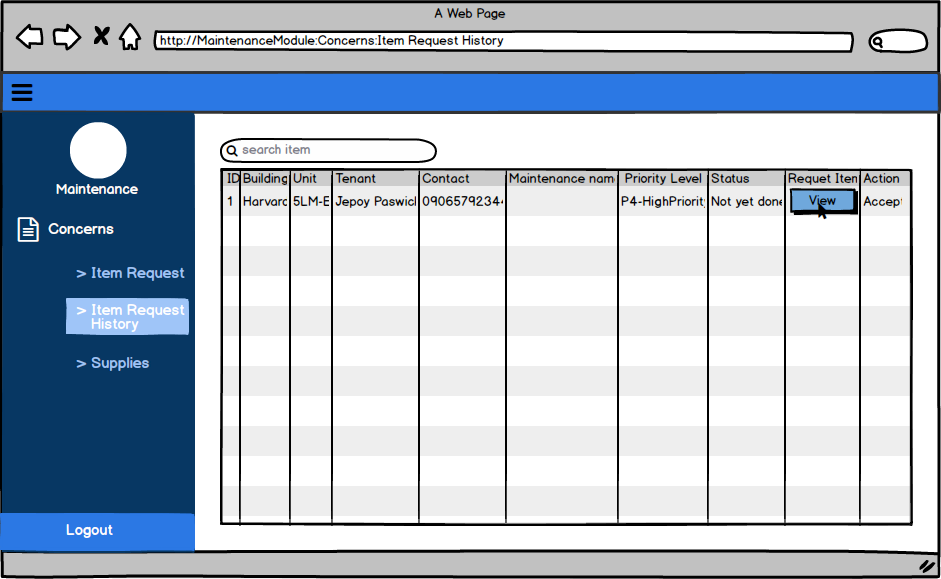 A Web Page
http://MaintenanceModule:Concerns:Item Request History
Maintenance
Concerns
> Item Request
> Item Request
History
> Supplies
Logout
search item
ID Building Unit Tenant Contact Maintenance nam Priority Level Status Requet Iten Action
1 Harvarc 5LM-E Jepoy Paswicl 0906579234 P4-HighPriorit Not yet done View Accep